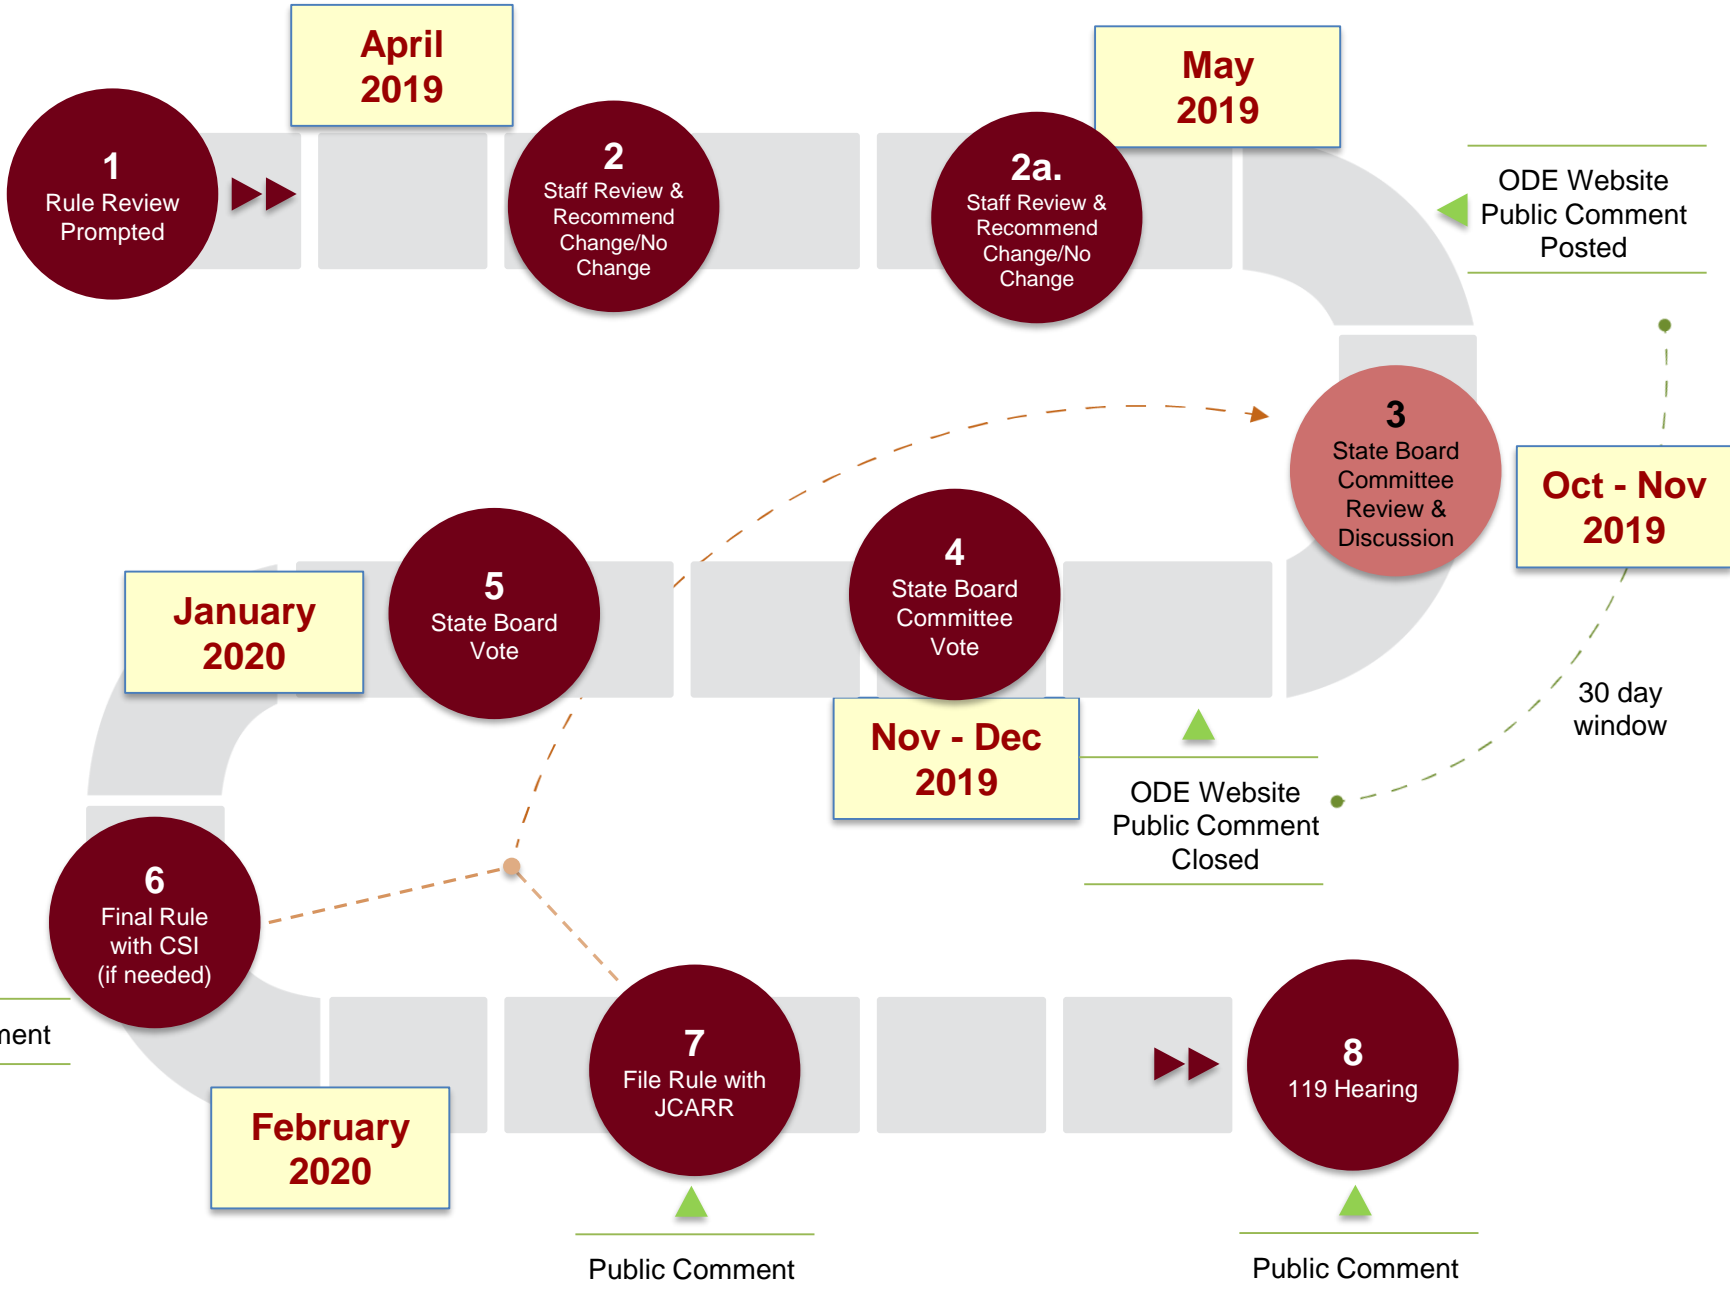 April
2019
May
2019
1
Rule Review
Prompted
2
Staff Review &
Recommend
Change/No
Change
2a.
Staff Review &
Recommend
Change/No
Change
ODE Website
Public Comment
Posted
3
State Board
Committee
Review &
Discussion
Oct - Nov
2019
30 day
window
4
State Board
Committee
Vote
Nov - Dec
2019
ODE Website
Public Comment
Closed
5
State Board
Vote
January
2020
6
Final Rule
with CSI
(if needed)
ment
February
2020
7
File Rule with
JCARR
Public Comment
8
119 Hearing
Public Comment